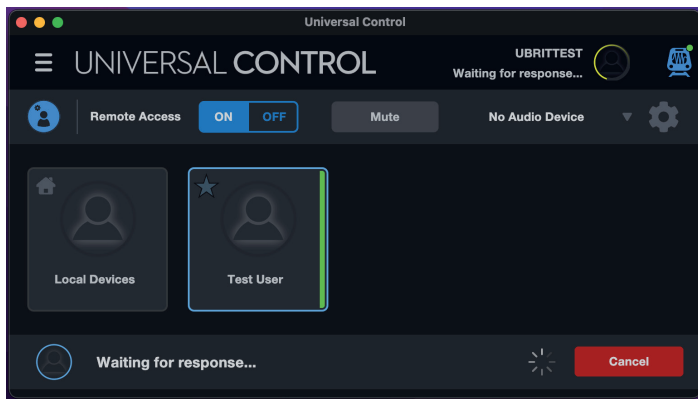 Universal Control
UNIVERSAL CONTROL
UBRITTEST
Waiting for response...
Remote Access
ON
OFF
Mute
No Audio Device
Local Devices
Test User
Waiting for response...
Cancel